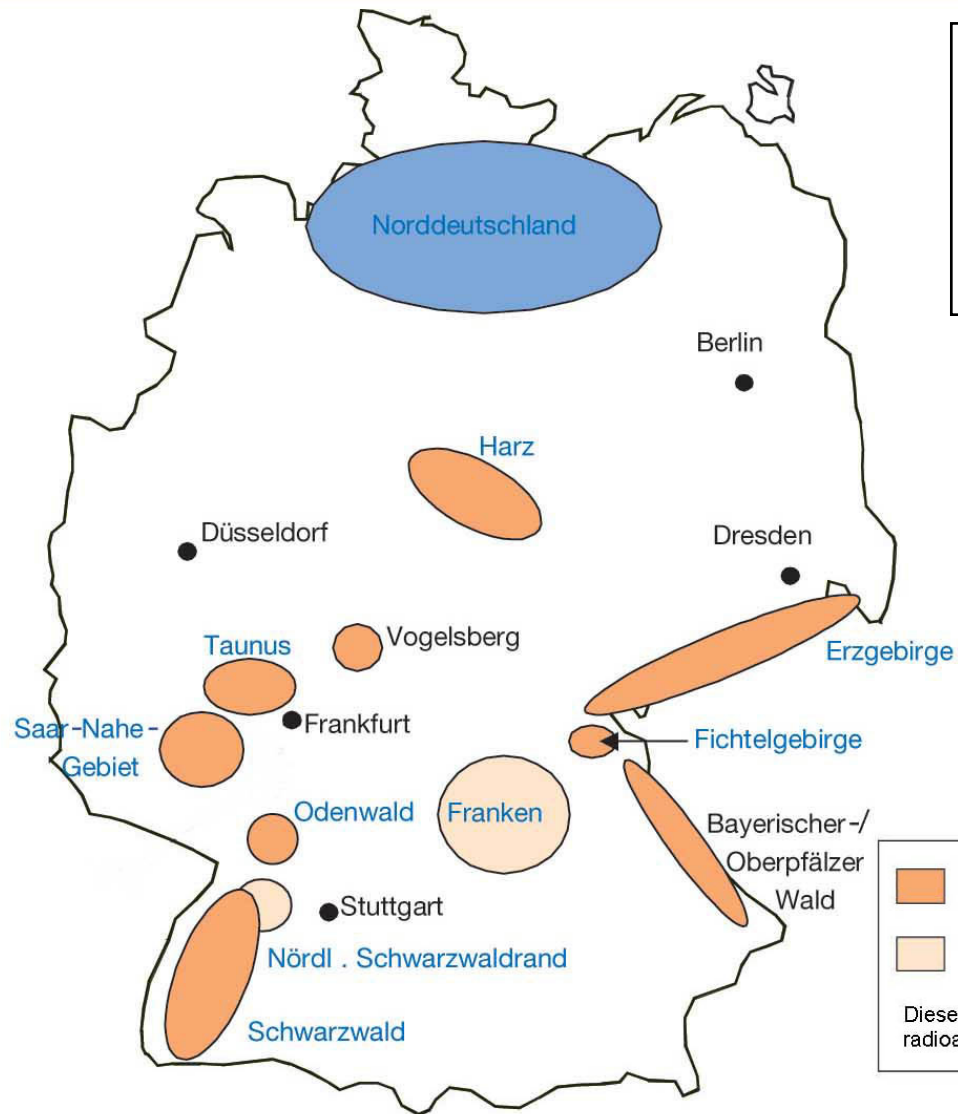 Norddeutschland
Berlin
Harz
Düsseldorf
Dresden
Vogelsberg
Taunus
Erzgebirge
Saar-Nahe-
Gebiet
Frankfurt
Fichtelgebirge
Odenwald
Franken
Bayerischer-/
Oberpfälzer
Wald
Stuttgart
Nördl . Schwarzwaldrand
Schwarzwald
Diese
radioa